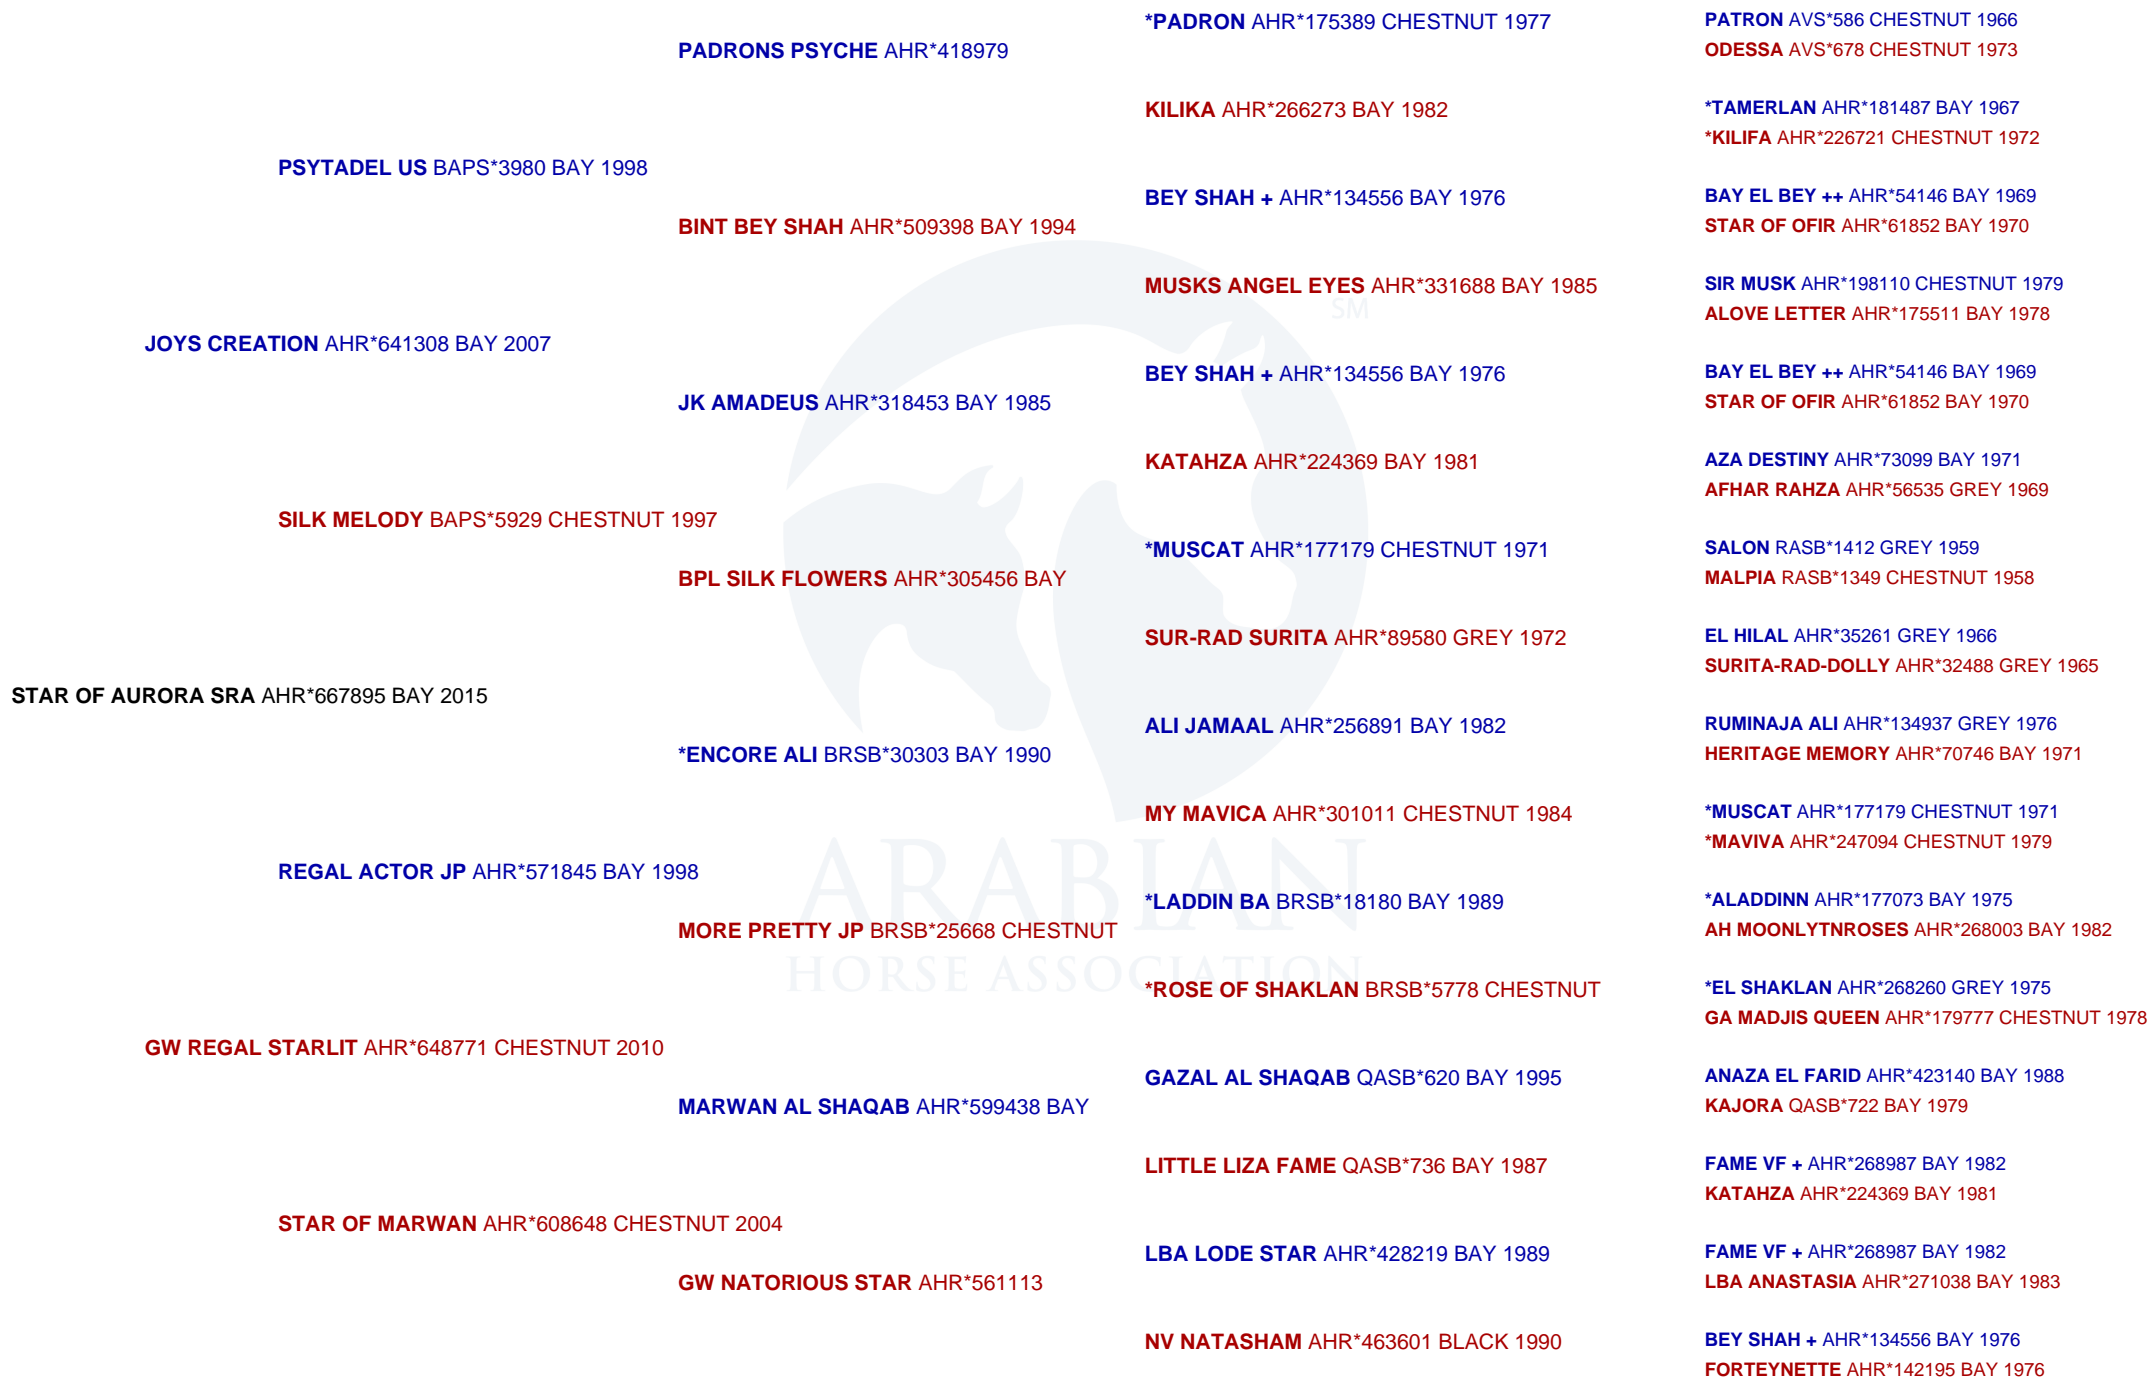 *PADRON AHR*175389 CHESTNUT 1977
PATRON AVS*586 CHESTNUT 1966
PADRONS PSYCHE AHR*418979
ODESSA AVS*678 CHESTNUT 1973
KILIKA AHR*266273 BAY 1982
*TAMERLAN AHR*181487 BAY 1967
*KILIFA AHR*226721 CHESTNUT 1972
PSYTADEL US BAPS*3980 BAY 1998
BEY SHAH + AHR*134556 BAY 1976
BAY EL BEY ++ AHR*54146 BAY 1969
BINT BEY SHAH AHR*509398 BAY 1994
STAR OF OFIR AHR*61852 BAY 1970
MUSKS ANGEL EYES AHR*331688 BAY 1985
SIR MUSK AHR*198110 CHESTNUT 1979
SM
ALOVE LETTER AHR*175511 BAY 1978
JOYS CREATION AHR*641308 BAY 2007
BEY SHAH + AHR*134556 BAY 1976
BAY EL BEY ++ AHR*54146 BAY 1969
JK AMADEUS AHR*318453 BAY 1985
STAR OF OFIR AHR*61852 BAY 1970
KATAHZA AHR*224369 BAY 1981
AZA DESTINY AHR*73099 BAY 1971
AFHAR RAHZA AHR*56535 GREY 1969
SILK MELODY BAPS*5929 CHESTNUT 1997
*MUSCAT AHR*177179 CHESTNUT 1971
SALON RASB*1412 GREY 1959
BPL SILK FLOWERS AHR*305456 BAY
MALPIA RASB*1349 CHESTNUT 1958
SUR-RAD SURITA AHR*89580 GREY 1972
EL HILAL AHR*35261 GREY 1966
SURITA-RAD-DOLLY AHR*32488 GREY 1965
STAR OF AURORA SRA AHR*667895 BAY 2015
ALI JAMAAL AHR*256891 BAY 1982
RUMINAJA ALI AHR*134937 GREY 1976
*ENCORE ALI BRSB*30303 BAY 1990
HERITAGE MEMORY AHR*70746 BAY 1971
MY MAVICA AHR*301011 CHESTNUT 1984
*MUSCAT AHR*177179 CHESTNUT 1971
*MAVIVA AHR*247094 CHESTNUT 1979
ARABIAN
REGAL ACTOR JP AHR*571845 BAY 1998
*LADDIN BA BRSB*18180 BAY 1989
*ALADDINN AHR*177073 BAY 1975
MORE PRETTY JP BRSB*25668 CHESTNUT
AH MOONLYTNROSES AHR*268003 BAY 1982
HORSE ASSOCIATION
*ROSE OF SHAKLAN BRSB*5778 CHESTNUT
*EL SHAKLAN AHR*268260 GREY 1975
GA MADJIS QUEEN AHR*179777 CHESTNUT 1978
GW REGAL STARLIT AHR*648771 CHESTNUT 2010
GAZAL AL SHAQAB QASB*620 BAY 1995
ANAZA EL FARID AHR*423140 BAY 1988
MARWAN AL SHAQAB AHR*599438 BAY
KAJORA QASB*722 BAY 1979
LITTLE LIZA FAME QASB*736 BAY 1987
FAME VF + AHR*268987 BAY 1982
KATAHZA AHR*224369 BAY 1981
STAR OF MARWAN AHR*608648 CHESTNUT 2004
LBA LODE STAR AHR*428219 BAY 1989
FAME VF + AHR*268987 BAY 1982
GW NATORIOUS STAR AHR*561113
LBA ANASTASIA AHR*271038 BAY 1983
NV NATASHAM AHR*463601 BLACK 1990
BEY SHAH + AHR*134556 BAY 1976
FORTEYNETTE AHR*142195 BAY 1976